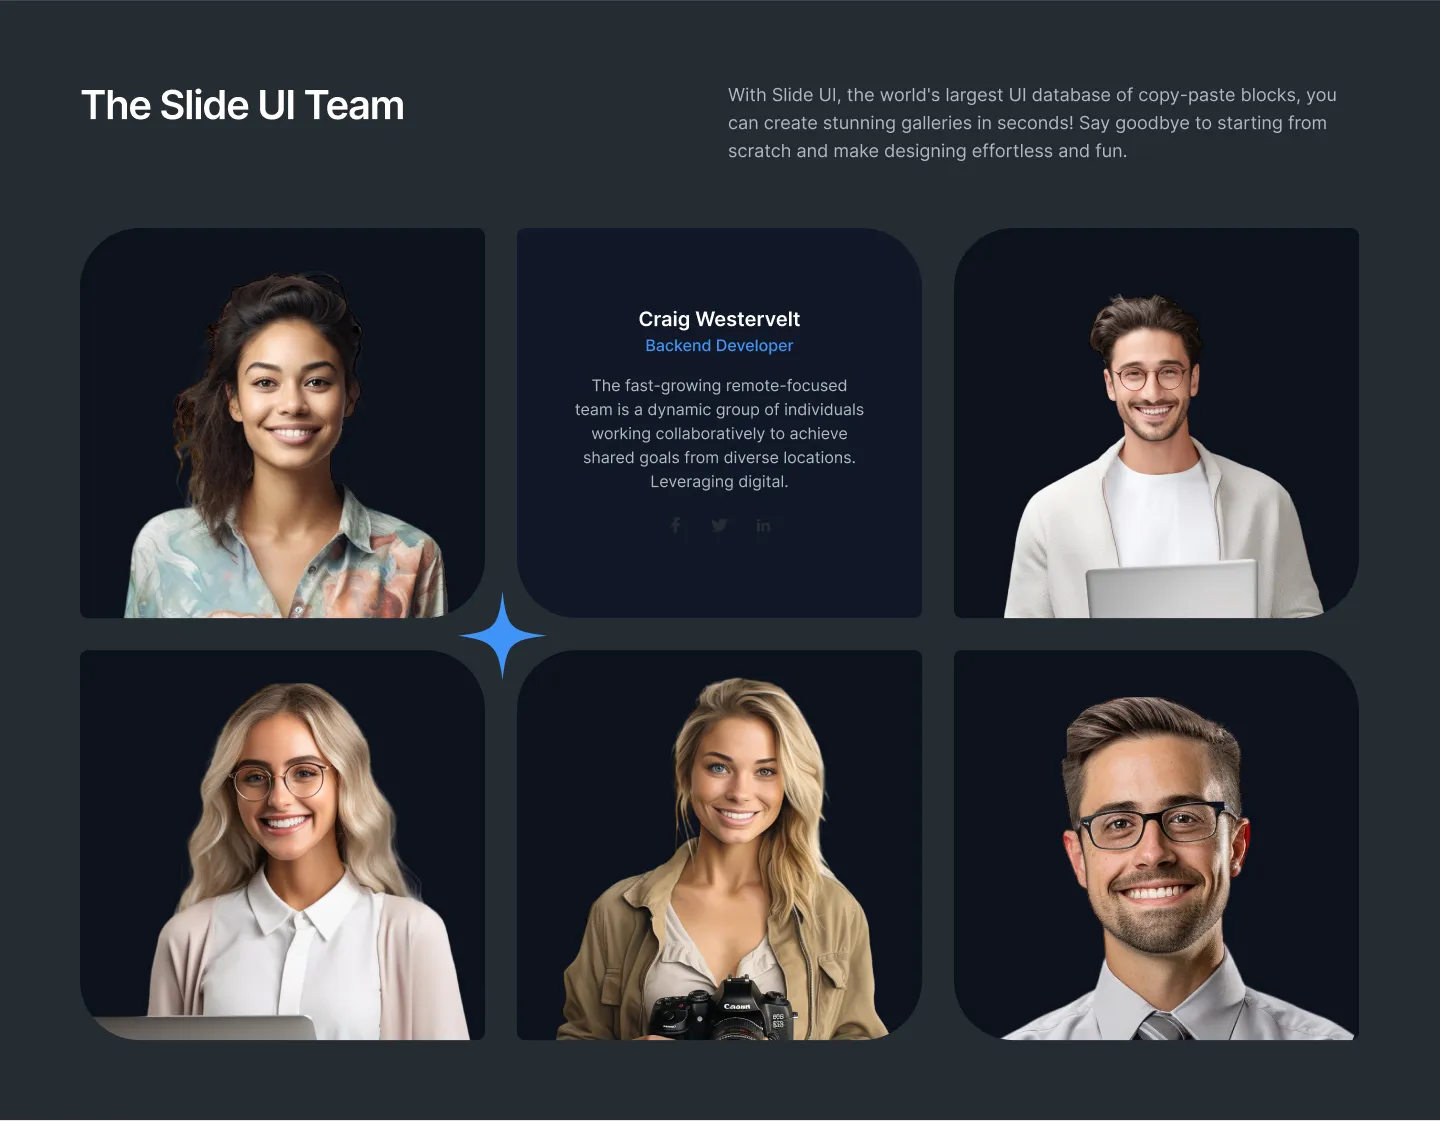 The Slide UI Team
With Slide UI, the world's largest UI database of copy-paste blocks, you
can create stunning galleries in seconds! Say goodbye to starting from
scratch and make designing effortless and fun.
Craig Westervelt
Backend Developer
The fast-growing remote-focused
team is a dynamic group of individuals
working collaboratively to achieve
shared goals from diverse locations.
Leveraging digital.
Canon
EOS